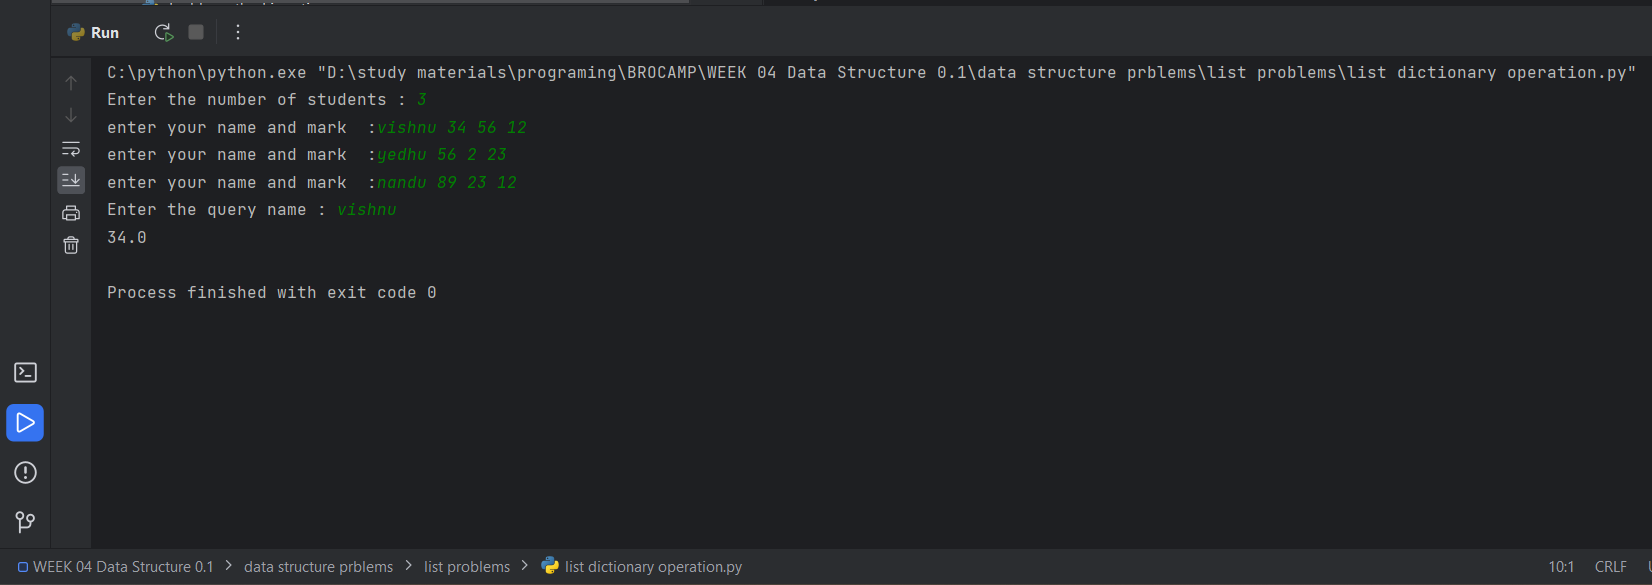 Run
C:\python\python.exe "D:\study materials\programing\BROCAMP\WEEK 04 Data Structure 0.1\data structure prblems\list problems\list dictionary operation.py"
Enter the number of students : 3
enter your name and mark  :vishnu 34 56 12
enter your name and mark  :yedhu 56 2 23
enter your name and mark  :nandu 89 23 12
Enter the query name : vishnu
34.0
Process finished with exit code 0
WEEK 04 Data Structure 0.1 > data structure prblems > list problems > list dictionary operation.py 10:1 CRLF